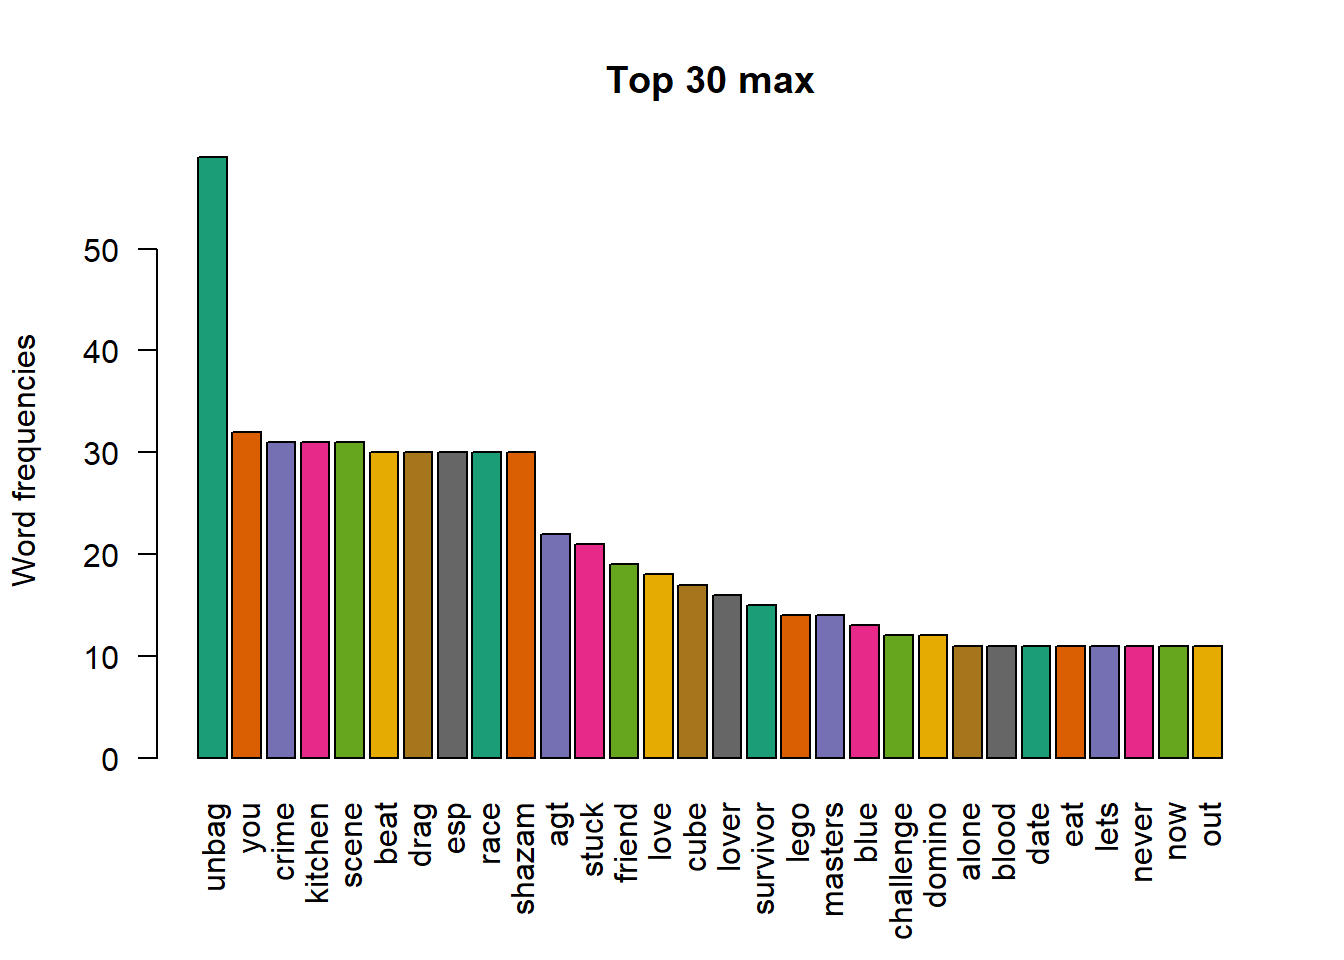 Top 30 max
Word frequencies
50
40
30
20
10
0
unbag
you
crime
kitchen
scene
beat
drag
esp
race
shazam
agt
stuck
friend
love
cube
lover
survivor
lego
masters
blue
challenge
domino
alone
blood
date
eat
lets
never
now
out